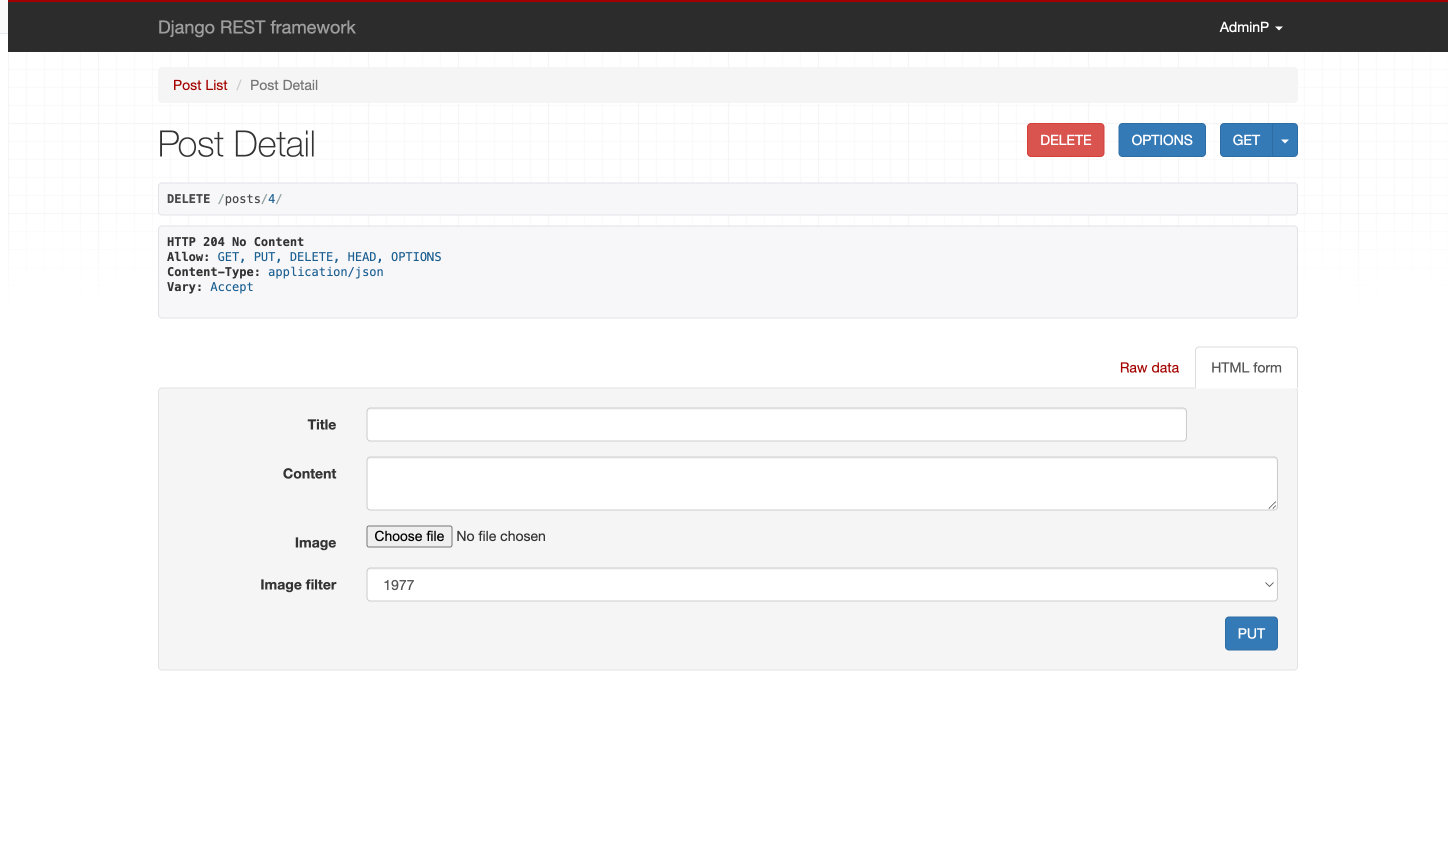 Django REST framework
AdminP
Post List / Post Detail
Post Detail
DELETE
OPTIONS
GET
DELETE /posts/4/
HTTP 204 No Content
Allow: GET, PUT, DELETE, HEAD, OPTIONS
Content-Type: application/json
Vary: Accept
Raw data
HTML form
Title
Content
Image
Choose file No file chosen
Image filter
1977
PUT